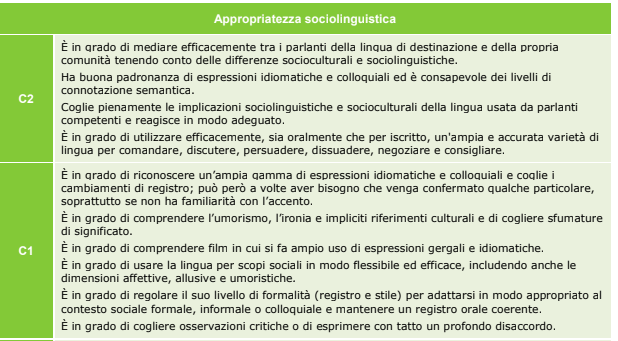 Appropriatezza sociolinguistica
C2
È in grado di mediare efficacemente tra i parlanti della lingua di destinazione e della propria
comunità tenendo conto delle differenze socioculturali e sociolinguistiche.
Ha buona padronanza di espressioni idiomatiche e colloquiali ed è consapevole dei livelli di
connotazione semantica.
Coglie pienamente le implicazioni sociolinguistiche e socioculturali della lingua usata da parlanti
competenti e reagisce in modo adeguato.
È in grado di utilizzare efficacemente, sia oralmente che per iscritto, un'ampia e accurata varietà di
lingua per comandare, discutere, persuadere, dissuadere, negoziare e consigliare.
C1
È in grado di riconoscere un'ampia gamma di espressioni idiomatiche e colloquiali e coglie i
cambiamenti di registro; può però a volte aver bisogno che venga confermato qualche particolare,
soprattutto se non ha familiarità con l'accento.
È in grado di comprendere l'umorismo, l'ironia e impliciti riferimenti culturali e di cogliere sfumature
di significato.
È in grado di comprendere film in cui si fa ampio uso di espressioni gergali e idiomatiche.
È in grado di usare la lingua per scopi sociali in modo flessibile ed efficace, includendo anche le
dimensioni affettive, allusive e umoristiche.
È in grado di regolare il suo livello di formalità (registro e stile) per adattarsi in modo appropriato al
contesto sociale formale, informale o colloquiale e mantenere un registro orale coerente.
È in grado di cogliere osservazioni critiche o di esprimere con tatto un profondo disaccordo.